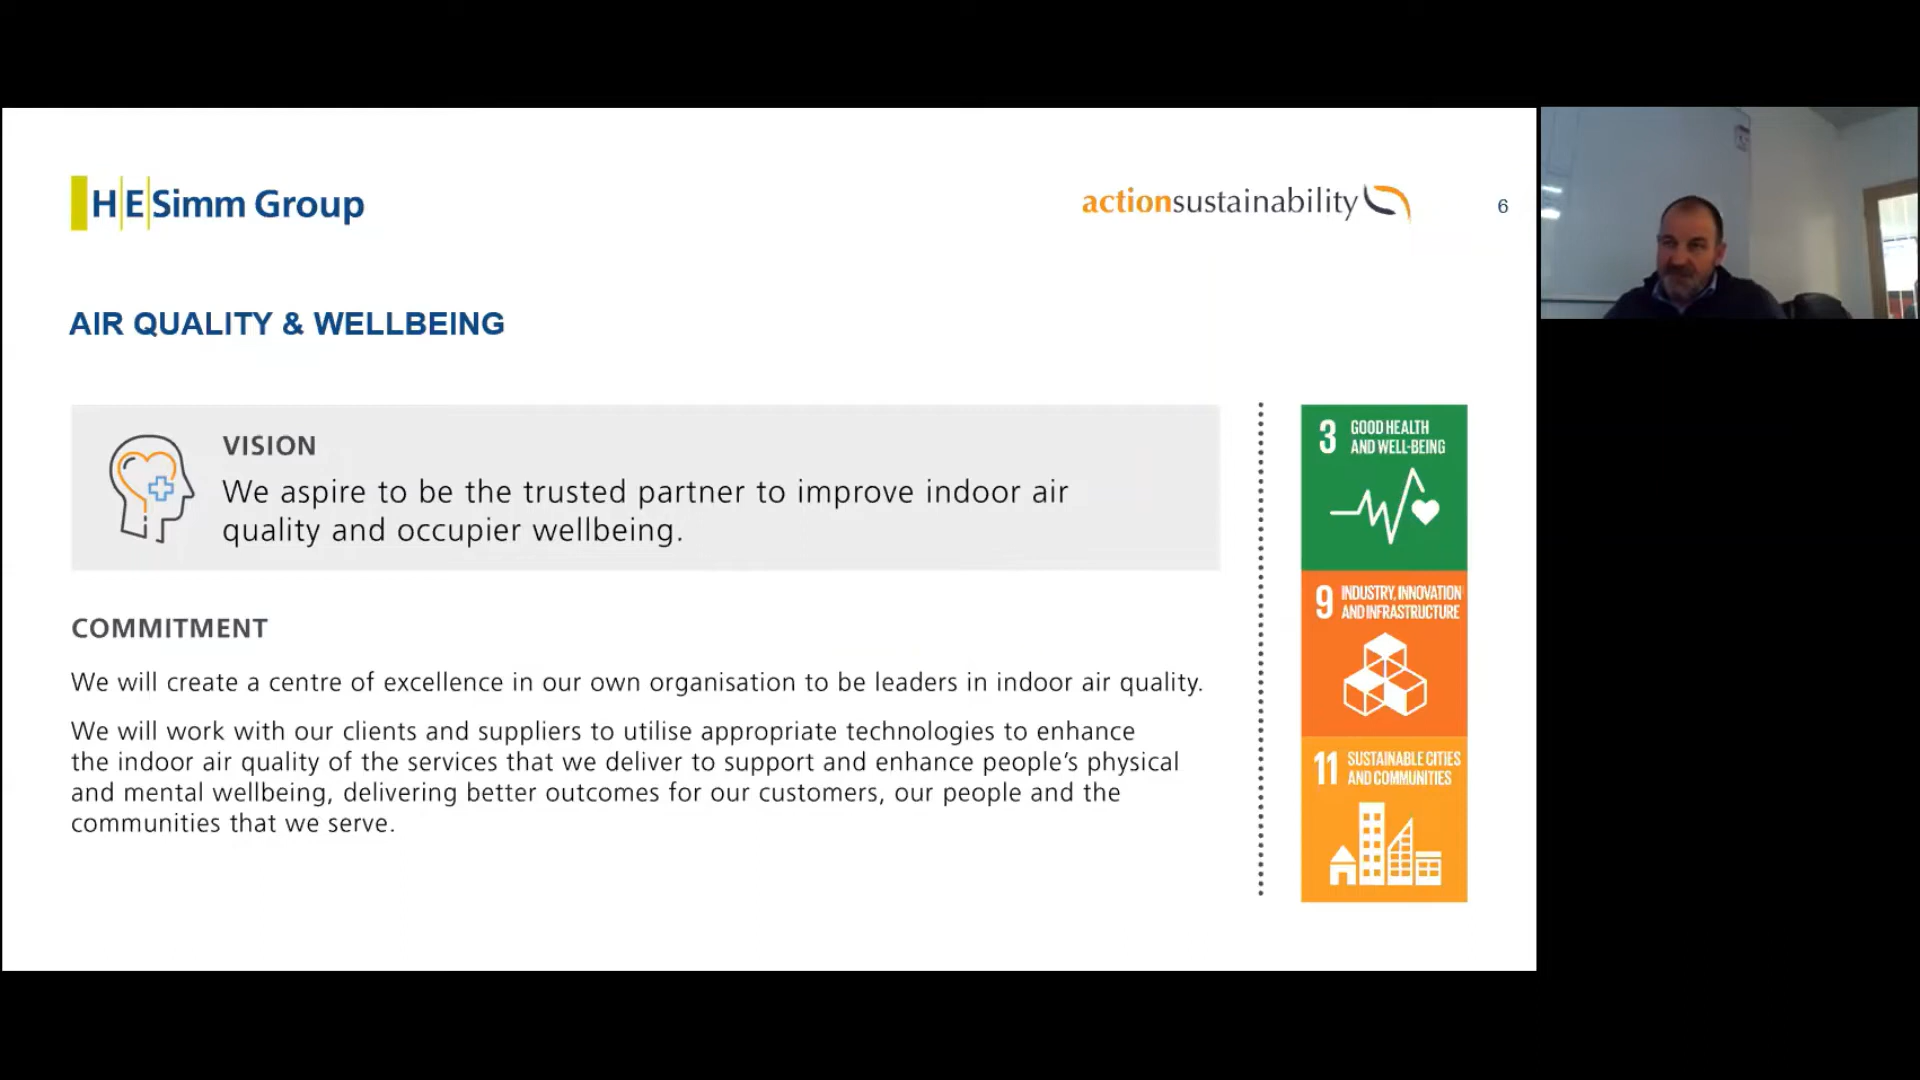 H E Simm Group
actionsustainability
6
AIR QUALITY & WELLBEING
VISION
We aspire to be the trusted partner to improve indoor air
quality and occupier wellbeing.
COMMITMENT
We will create a centre of excellence in our own organisation to be leaders in indoor air quality.
We will work with our clients and suppliers to utilise appropriate technologies to enhance
the indoor air quality of the services that we deliver to support and enhance people’s physical
and mental wellbeing, delivering better outcomes for our customers, our people and the
communities that we serve.
3 GOOD HEALTH
AND WELL-BEING
9 INDUSTRY, INNOVATION
AND INFRASTRUCTURE
11 SUSTAINABLE CITIES
AND COMMUNITIES